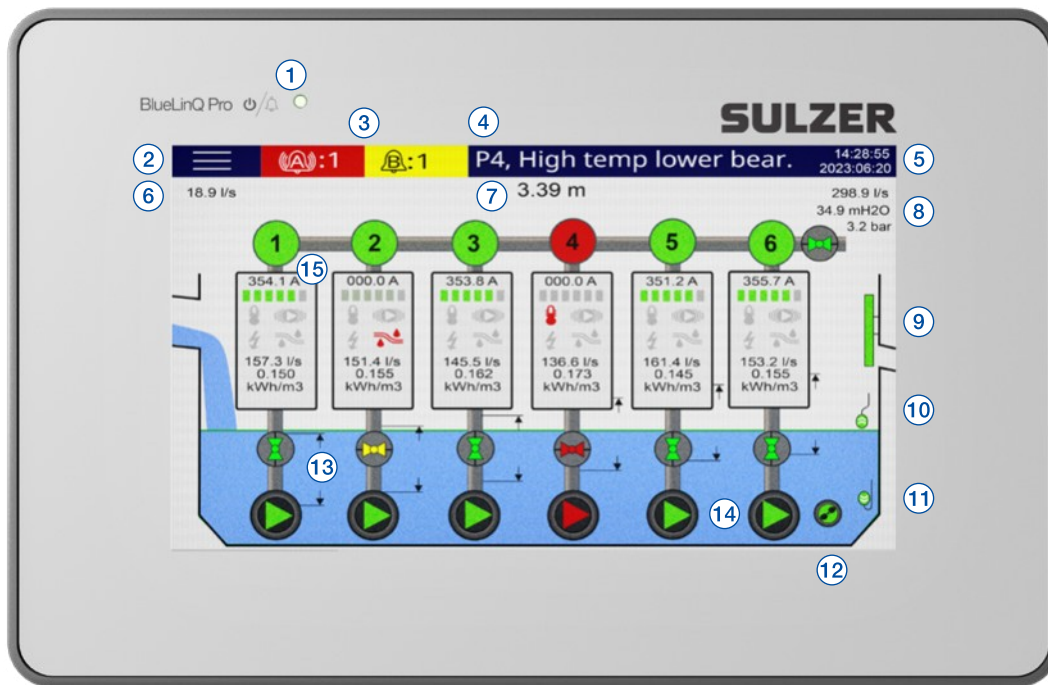 1
BlueLinQ Pro
SULZER
3
4
2
A:1
B:1
P4, High temp lower bear.
14:28:55
2023:06:20
5
6
18.9 l/s
7
3.39 m
298.9 l/s
34.9 mH2O
3.2 bar
8
1
2
3
4
5
6
15
354.1 A
000.0 A
353.8 A
000.0 A
351.2 A
355.7 A
9
157.3 l/s
0.150
kWh/m3
151.4 l/s
0.155
kWh/m3
145.5 l/s
0.162
kWh/m3
136.6 l/s
0.173
kWh/m3
161.4 l/s
0.145
kWh/m3
153.2 l/s
0.155
kWh/m3
10
13
11
14
12